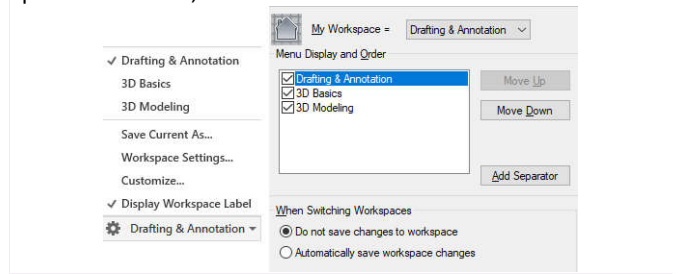 ✓ Drafting & Annotation
3D Basics
3D Modeling
Save Current As...
Workspace Settings...
Customize...
✓ Display Workspace Label
Drafting & Annotation
My Workspace = Drafting & Annotation
Menu Display and Order
Drafting & Annotation
3D Basics
3D Modeling
Move Up
Move Down
Add Separator
When Switching Workspaces
Do not save changes to workspace
Automatically save workspace changes